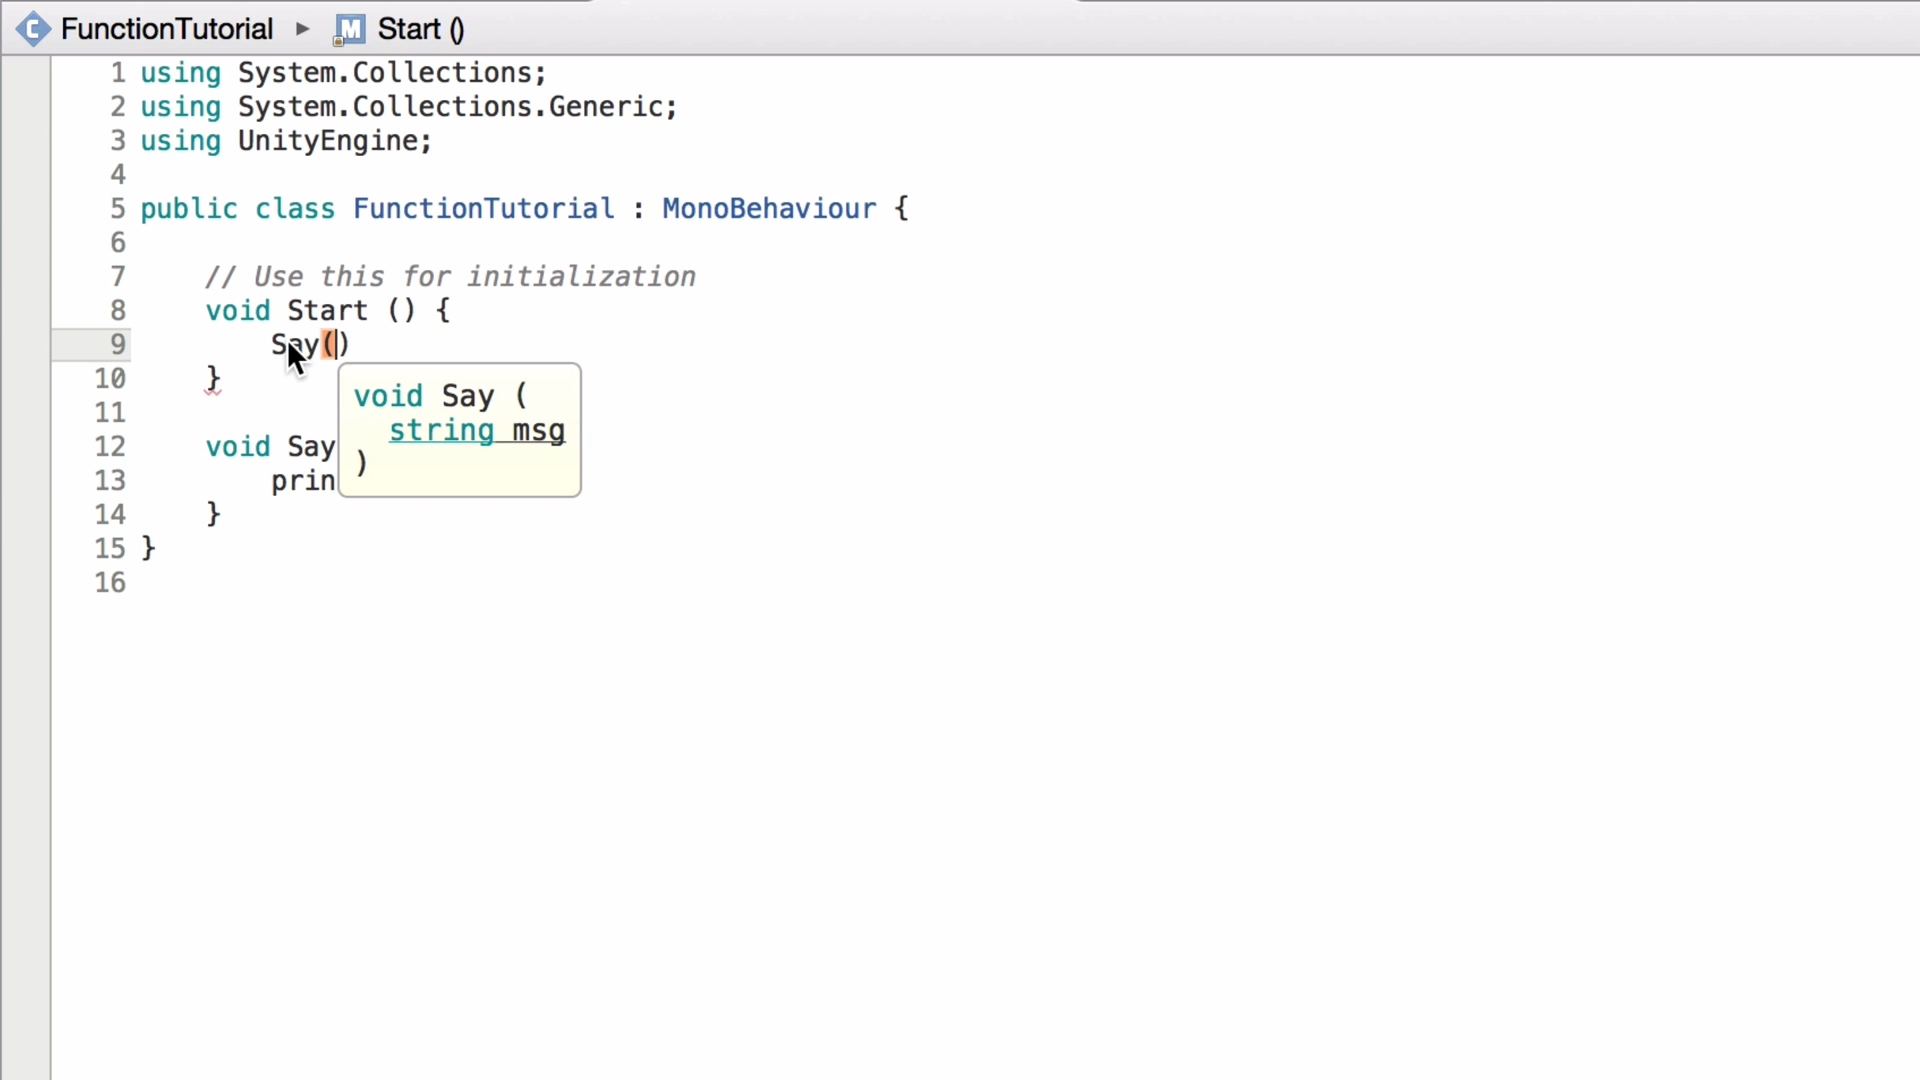 FunctionTutorial ▸ M Start ()
1 using System.Collections;
2 using System.Collections.Generic;
3 using UnityEngine;
4
5 public class FunctionTutorial : MonoBehaviour {
6
7 // Use this for initialization
8 void Start () {
9 Say()
10 }
11
12 void Say
13 prin
14 }
15 }
16
void Say (
string msg
)